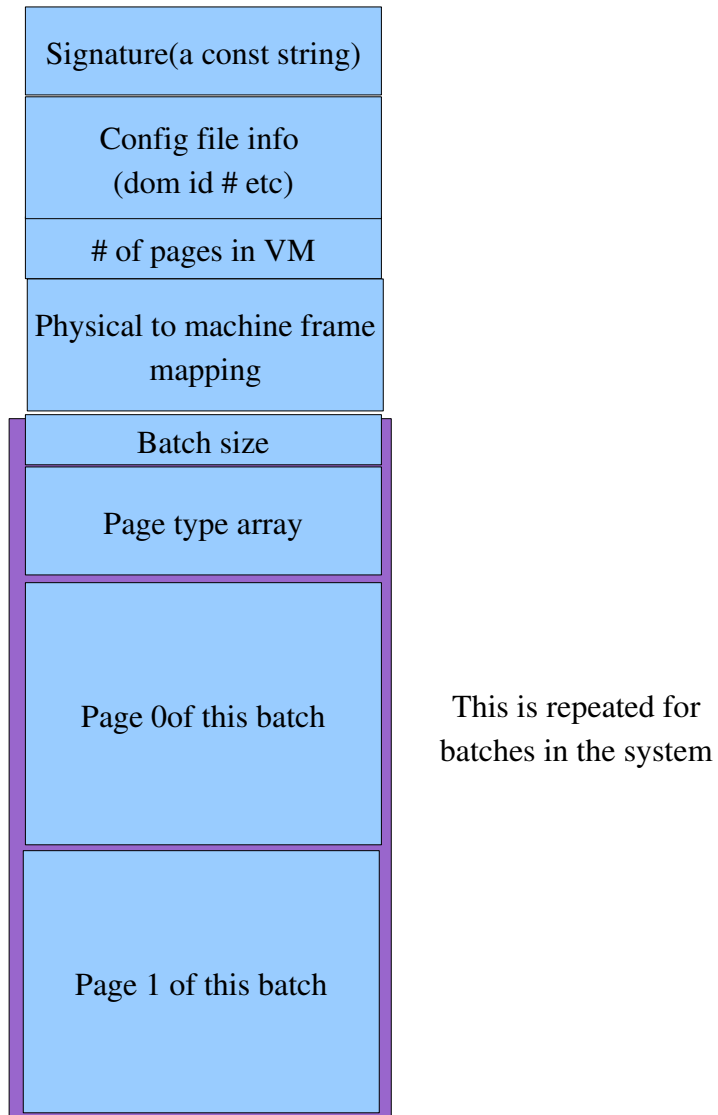 Signature(a const string)
Config file info
(dom id # etc)
# of pages in VM
Physical to machine frame
mapping
Batch size
Page type array
Page 0of this batch
This is repeated for
batches in the system
Page 1 of this batch